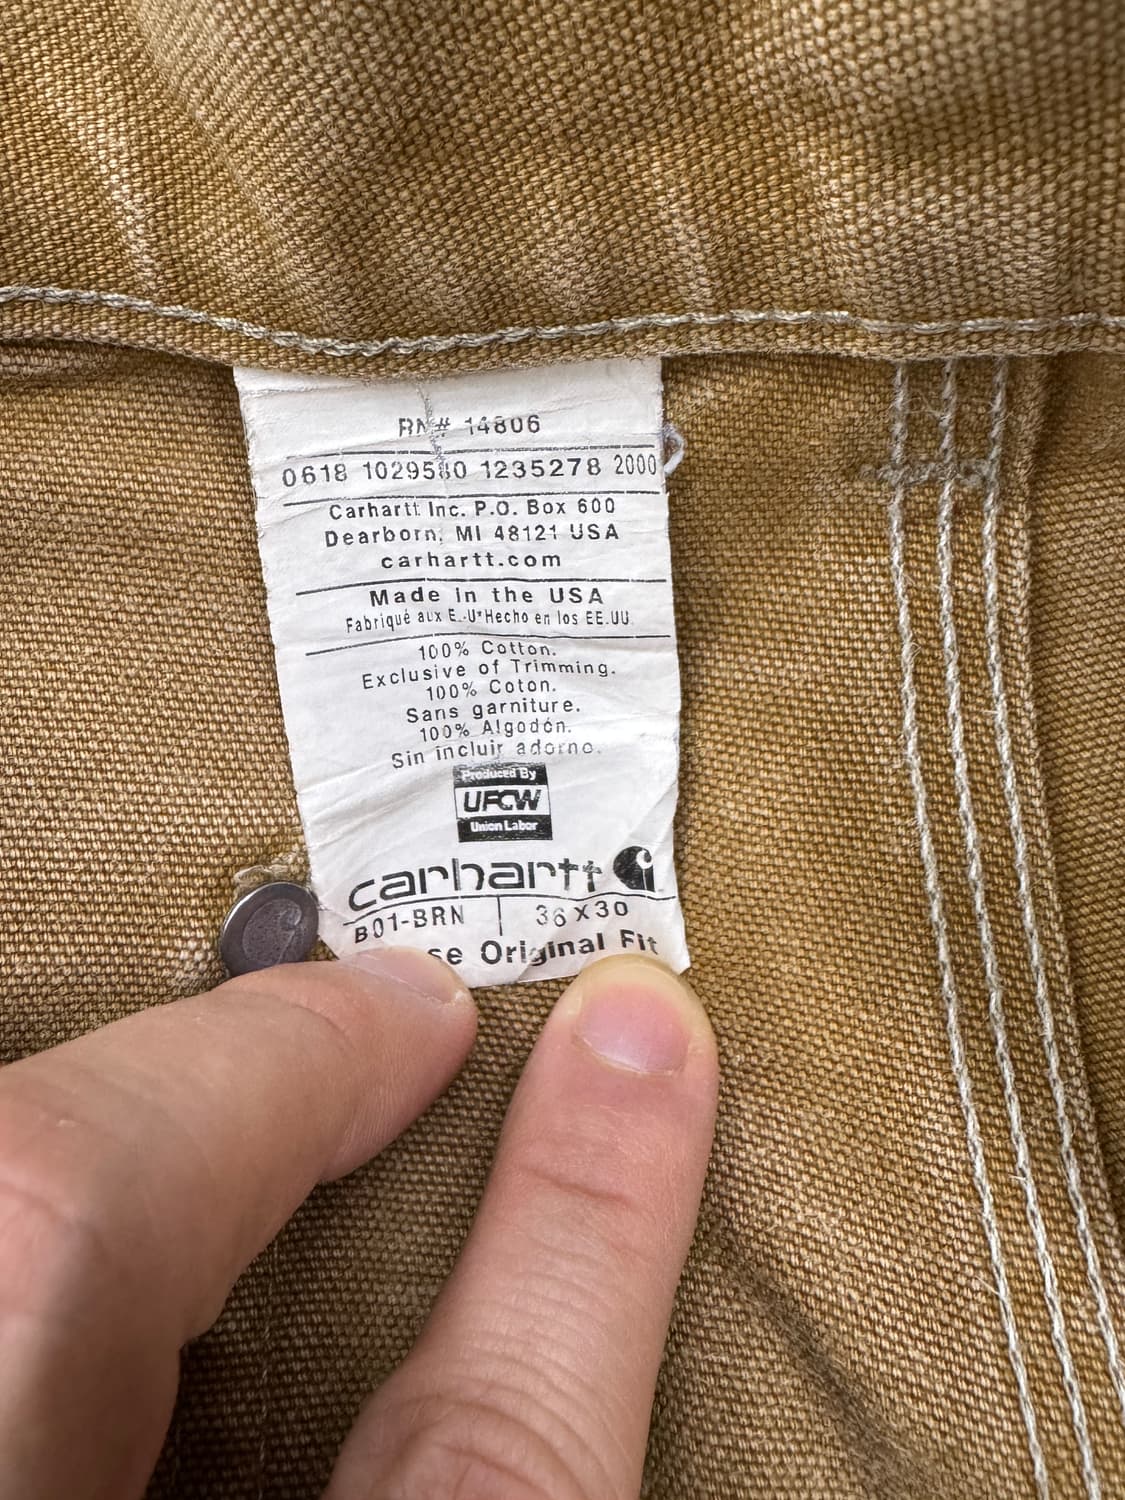 RN# 14806
0618 1029580 1235278 2000
Carhartt Inc. P.O. Box 600
Dearborn, MI 48121 USA
carhartt.com
Made in the USA
Fabriqué aux E.-U*Hecho en los EE.UU.
100% Cotton.
Exclusive of Trimming.
100% Coton.
Sans garniture.
100% Algodón.
Sin incluir adorno.
Produced By
UFCW
Union Labor
carhartt
B01-BRN | 36 X 30
se Original Fit